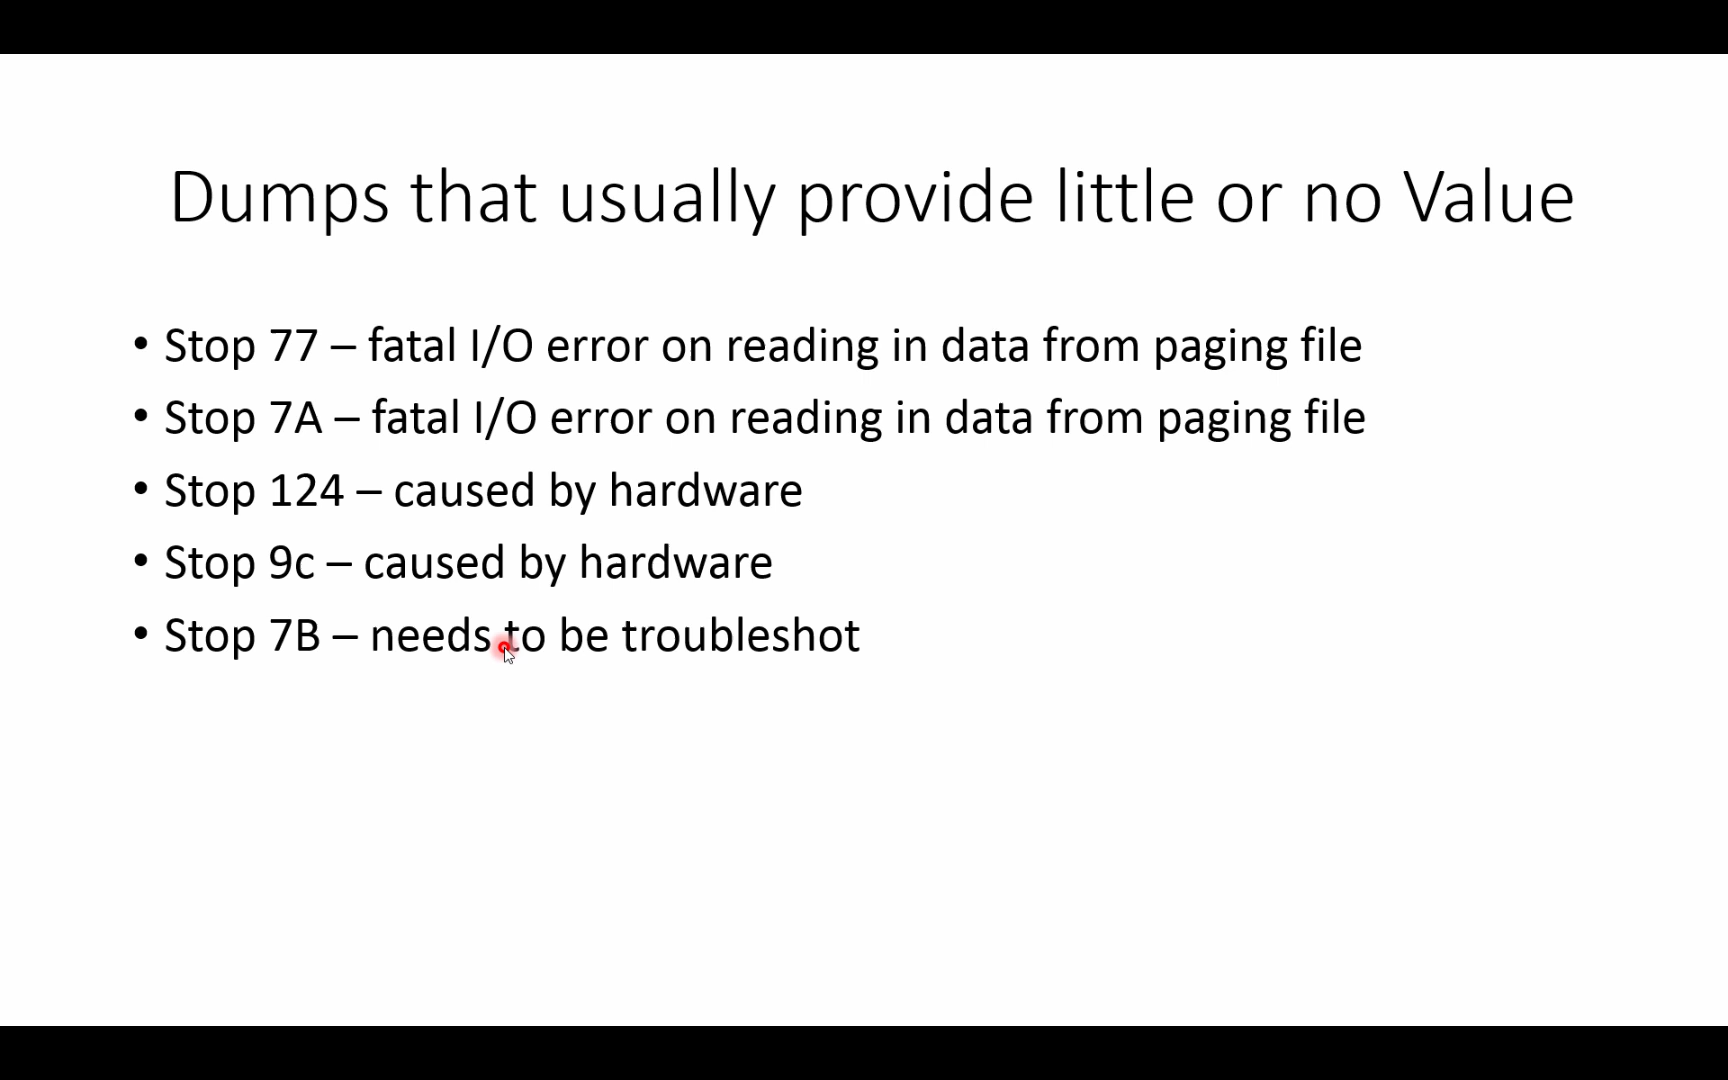 Dumps that usually provide little or no Value
• Stop 77 – fatal I/O error on reading in data from paging file
• Stop 7A – fatal I/O error on reading in data from paging file
• Stop 124 – caused by hardware
• Stop 9c – caused by hardware
• Stop 7B – needs to be troubleshot